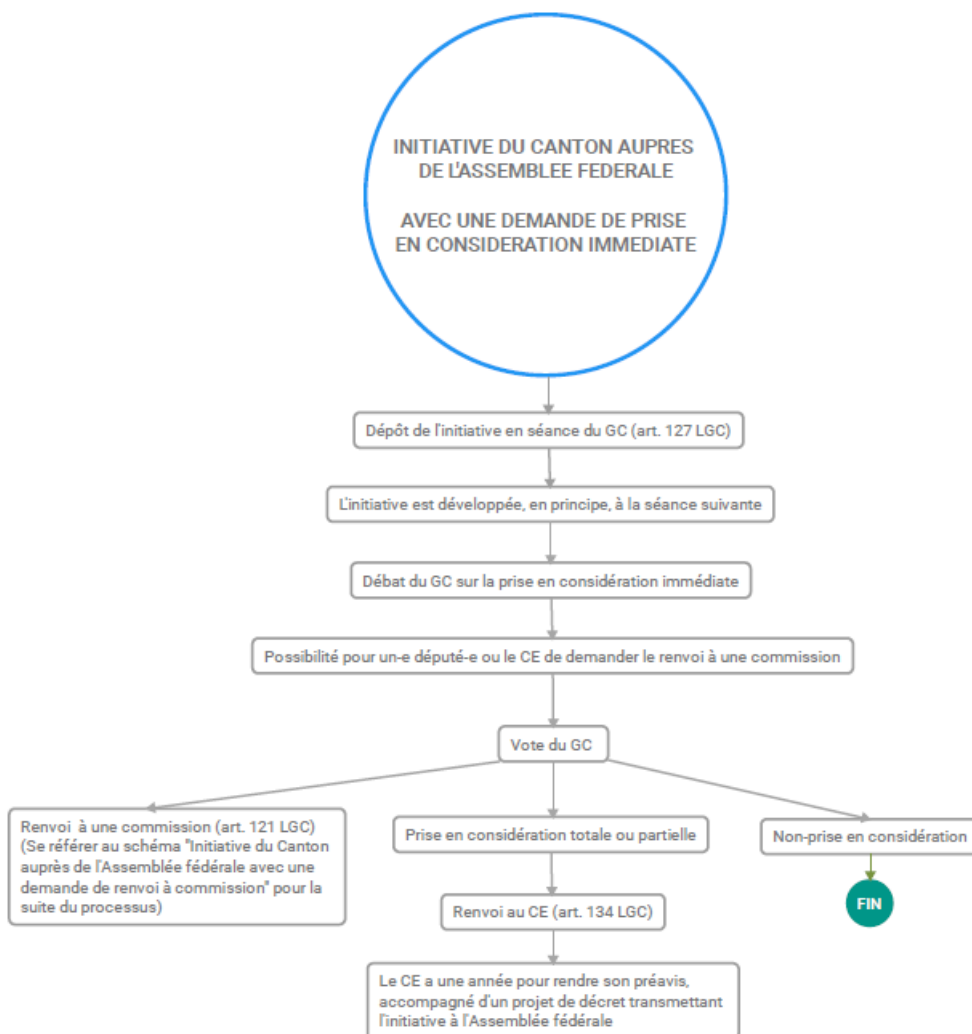 INITIATIVE DU CANTON AUPRES
DE L'ASSEMBLEE FEDERALE
AVEC UNE DEMANDE DE PRISE
EN CONSIDERATION IMMEDIATE
Dépôt de l'initiative en séance du GC (art. 127 LGC)
L'initiative est développée, en principe, à la séance suivante
Débat du GC sur la prise en considération immédiate
Possibilité pour un-e député-e ou le CE de demander le renvoi à une commission
Vote du GC
Renvoi à une commission (art. 121 LGC)
(Se référer au schéma "Initiative du Canton
auprès de l'Assemblée fédérale avec une
demande de renvoi à commission" pour la
suite du processus)
Prise en considération totale ou partielle
Non-prise en considération
Renvoi au CE (art. 134 LGC)
FIN
Le CE a une année pour rendre son préavis,
accompagné d'un projet de décret transmettant
l'initiative à l'Assemblée fédérale